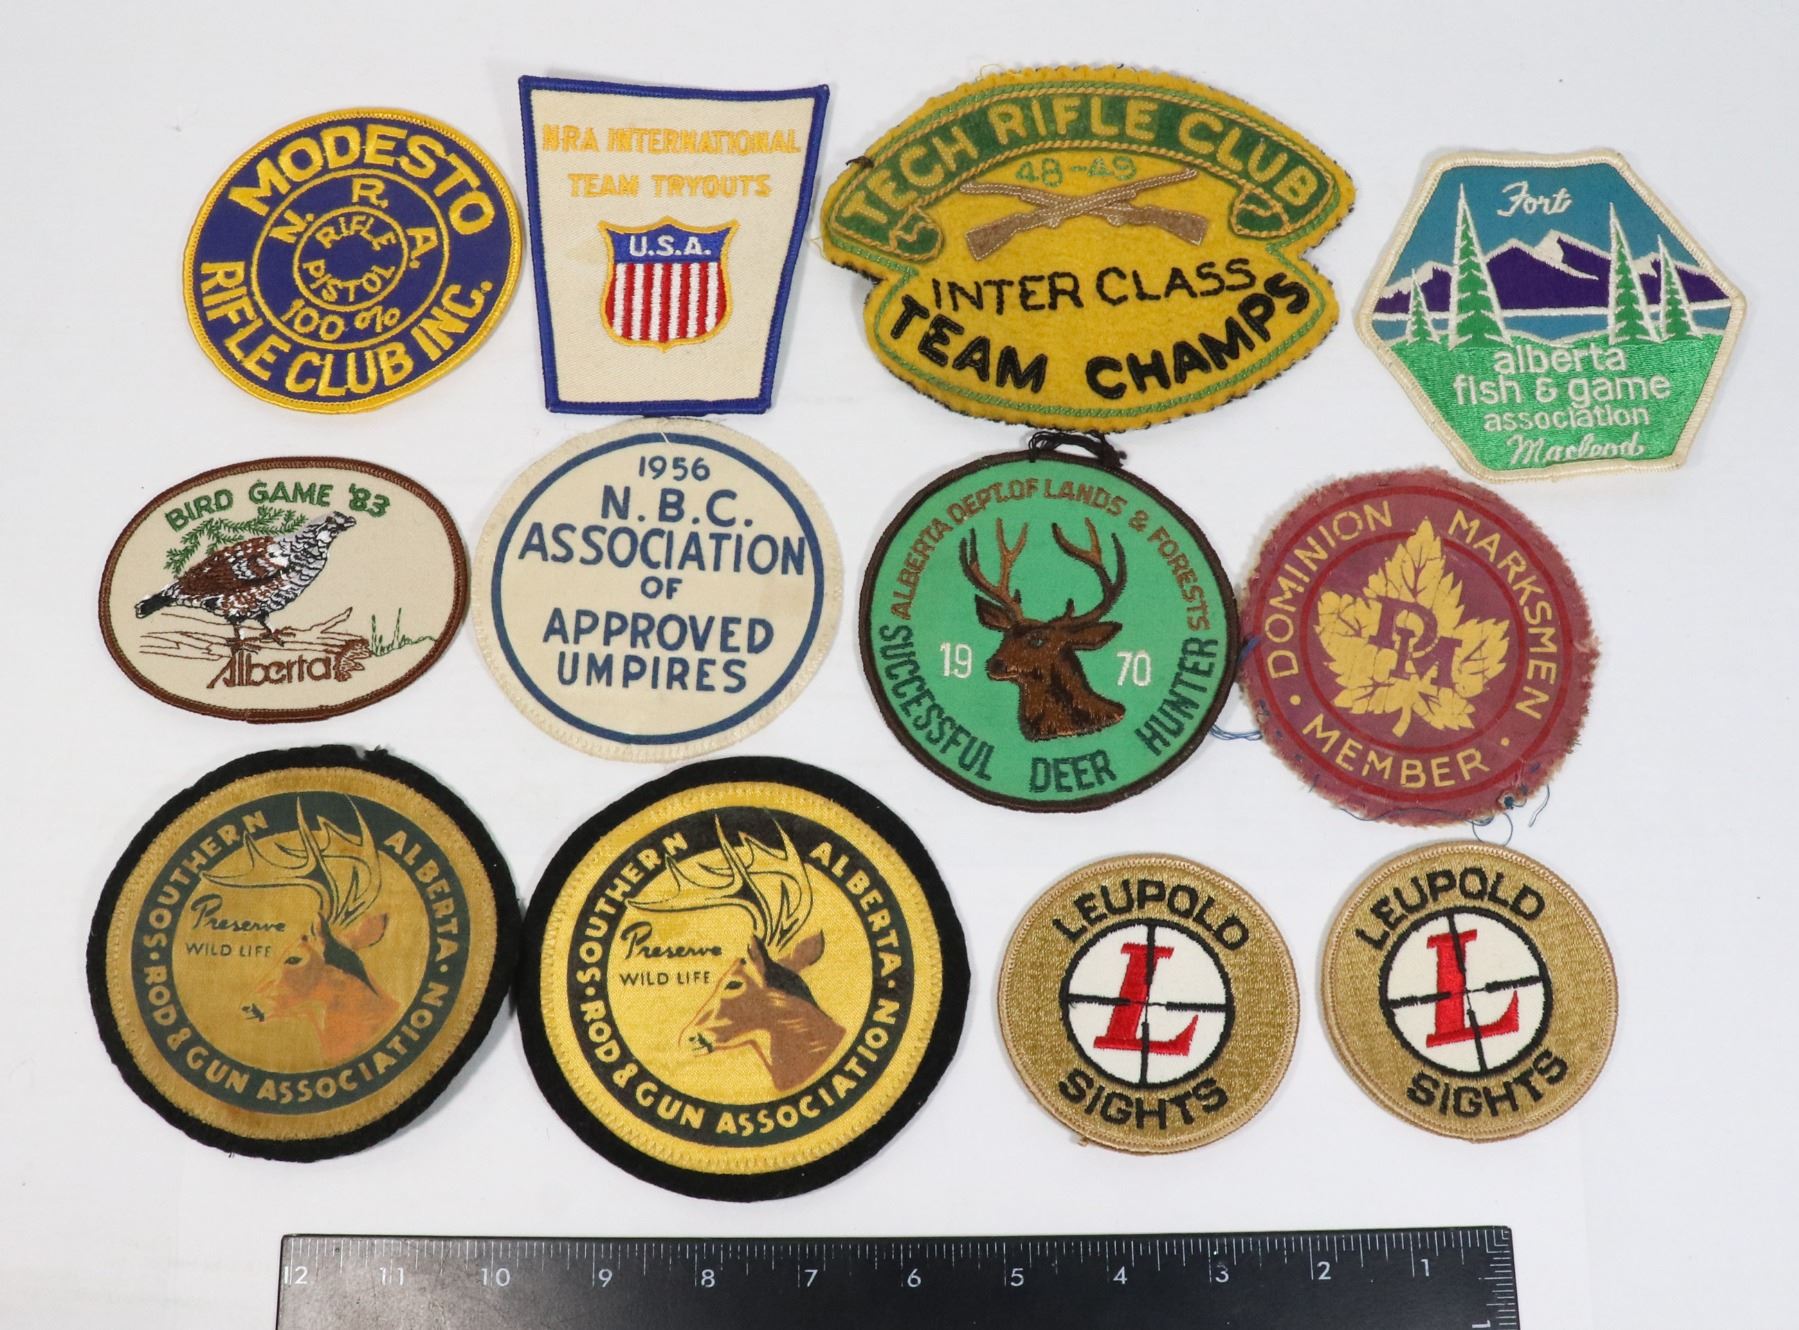 MODESTO
RIFLE CLUB INC.
N. R. A.
100 %
RIFLE
PISTOL
NRA INTERNATIONAL
TEAM TRYOUTS
U.S.A.
TECH RIFLE CLUB
48-49
INTER CLASS
TEAM CHAMPS
Fort
alberta
fish & game
association
Macleod
BIRD GAME '83
Alberta
1956
N.B.C.
ASSOCIATION
OF
APPROVED
UMPIRES
ALBERTA DEPT. OF LANDS & FORESTS
19 70
SUCCESSFUL DEER HUNTER
DOMINION MARKSMEN
DM
· MEMBER ·
SOUTHERN ALBERTA
· ROD & GUN ASSOCIATION ·
Preserve
WILD LIFE
SOUTHERN ALBERTA
· ROD & GUN ASSOCIATION ·
Preserve
WILD LIFE
LEUPOLD
L
SIGHTS
LEUPOLD
L
SIGHTS
12 11 10 9 8 7 6 5 4 3 2 1
1